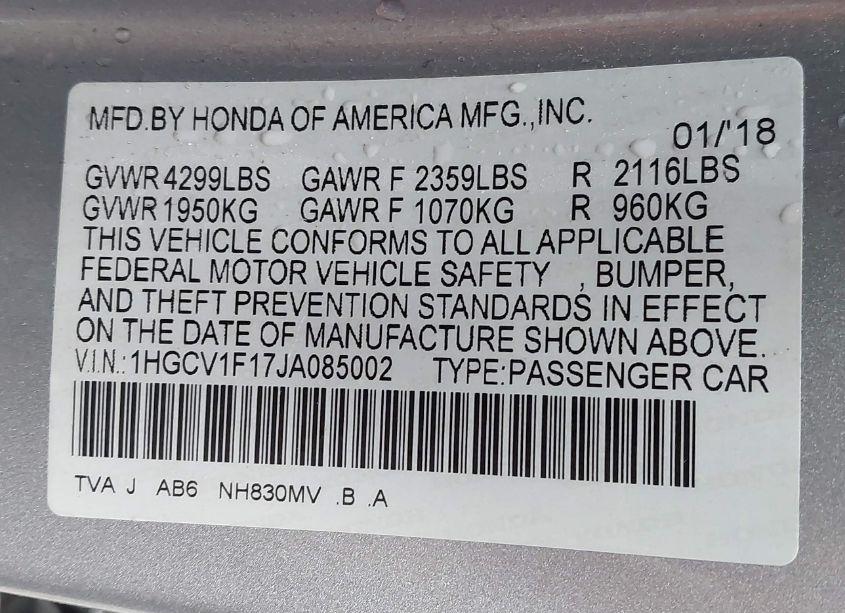 MFD.BY HONDA OF AMERICA MFG.,INC.
01/'18
GVWR 4299LBS GAWR F 2359LBS R 2116LBS
GVWR 1950KG GAWR F 1070KG R 960KG
THIS VEHICLE CONFORMS TO ALL APPLICABLE
FEDERAL MOTOR VEHICLE SAFETY , BUMPER,
AND THEFT PREVENTION STANDARDS IN EFFECT
ON THE DATE OF MANUFACTURE SHOWN ABOVE.
V.I.N.:1HGCV1F17JA085002 TYPE:PASSENGER CAR
TVA J AB6 NH830MV .B .A